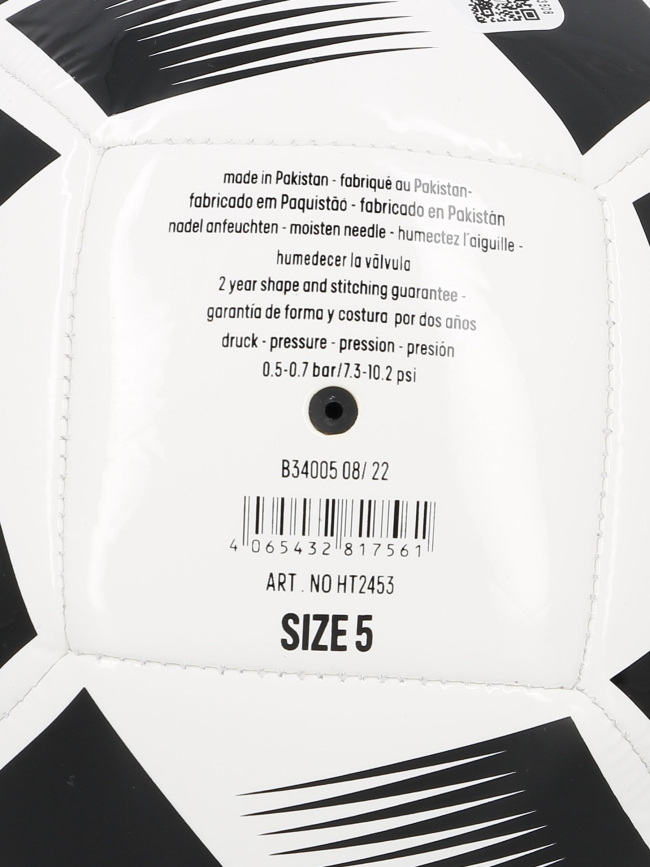 made in Pakistan - fabriqué au Pakistan-
fabricado em Paquistão - fabricado en Pakistán
nadel anfeuchten - moisten needle - humectez l'aiguille -
humedecer la válvula
2 year shape and stitching guarantee -
garantía de forma y costura por dos años
druck - pressure - pression - presión
0.5-0.7 bar/7.3-10.2 psi
B34005 08/ 22
4 065432 817561
ART . NO HT2453
SIZE 5